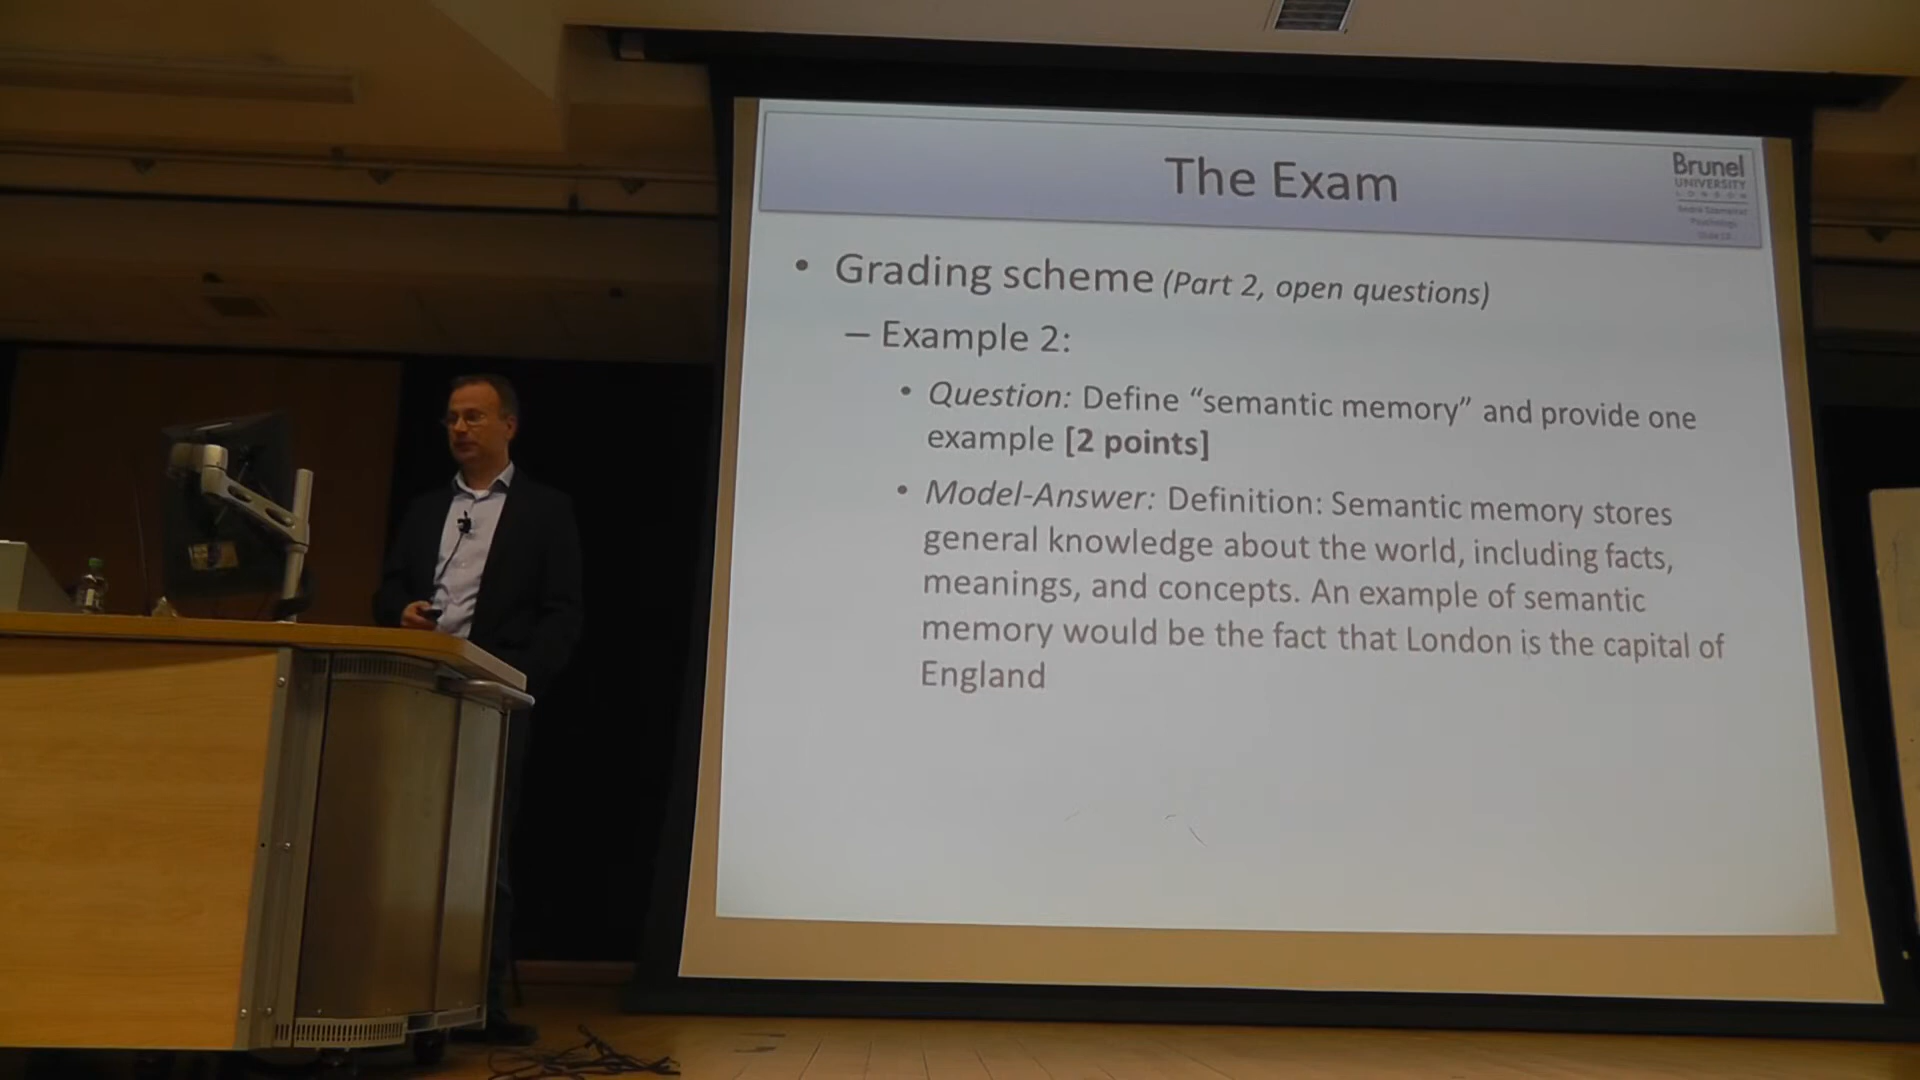 The Exam
Brunel
UNIVERSITY
LONDON
Psychology
• Grading scheme (Part 2, open questions)
– Example 2:
• Question: Define “semantic memory” and provide one
example [2 points]
• Model-Answer: Definition: Semantic memory stores
general knowledge about the world, including facts,
meanings, and concepts. An example of semantic
memory would be the fact that London is the capital of
England